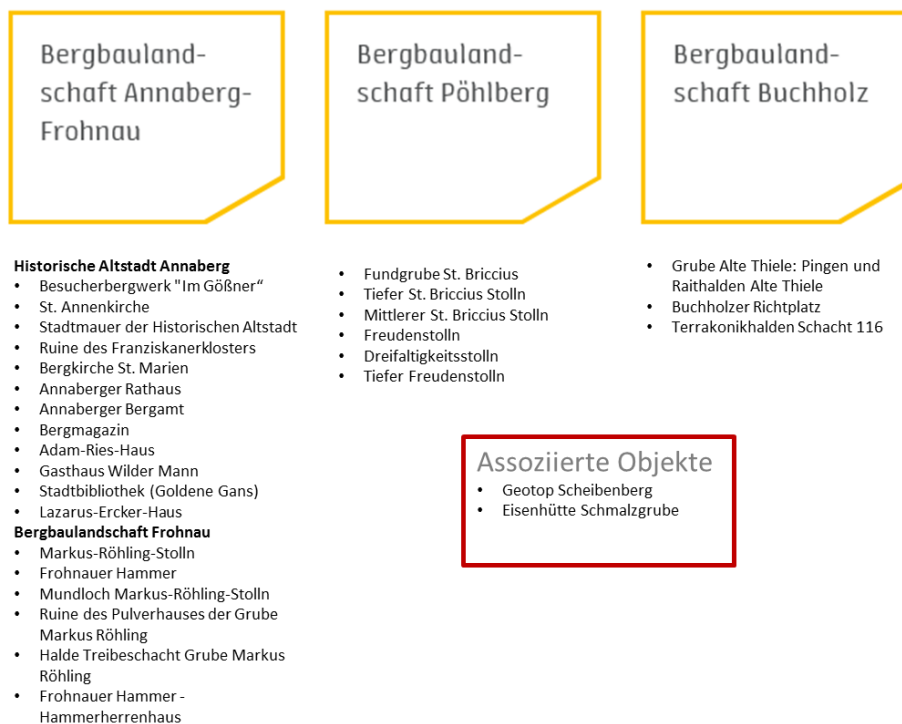 Bergbauland-
schaft Annaberg-
Frohnau
Bergbauland-
schaft Pöhlberg
Bergbauland-
schaft Buchholz
Historische Altstadt Annaberg
• Besucherbergwerk "Im Gößner“
• St. Annenkirche
• Stadtmauer der Historischen Altstadt
• Ruine des Franziskanerklosters
• Bergkirche St. Marien
• Annaberger Rathaus
• Annaberger Bergamt
• Bergmagazin
• Adam-Ries-Haus
• Gasthaus Wilder Mann
• Stadtbibliothek (Goldene Gans)
• Lazarus-Ercker-Haus
Bergbaulandschaft Frohnau
• Markus-Röhling-Stolln
• Frohnauer Hammer
• Mundloch Markus-Röhling-Stolln
• Ruine des Pulverhauses der Grube
Markus Röhling
• Halde Treibeschacht Grube Markus
Röhling
• Frohnauer Hammer -
Hammerherrenhaus
• Fundgrube St. Briccius
• Tiefer St. Briccius Stolln
• Mittlerer St. Briccius Stolln
• Freudenstolln
• Dreifaltigkeitsstolln
• Tiefer Freudenstolln
• Grube Alte Thiele: Pingen und
Raithalden Alte Thiele
• Buchholzer Richtplatz
• Terrakonikhalden Schacht 116
Assoziierte Objekte
• Geotop Scheibenberg
• Eisenhütte Schmalzgrube